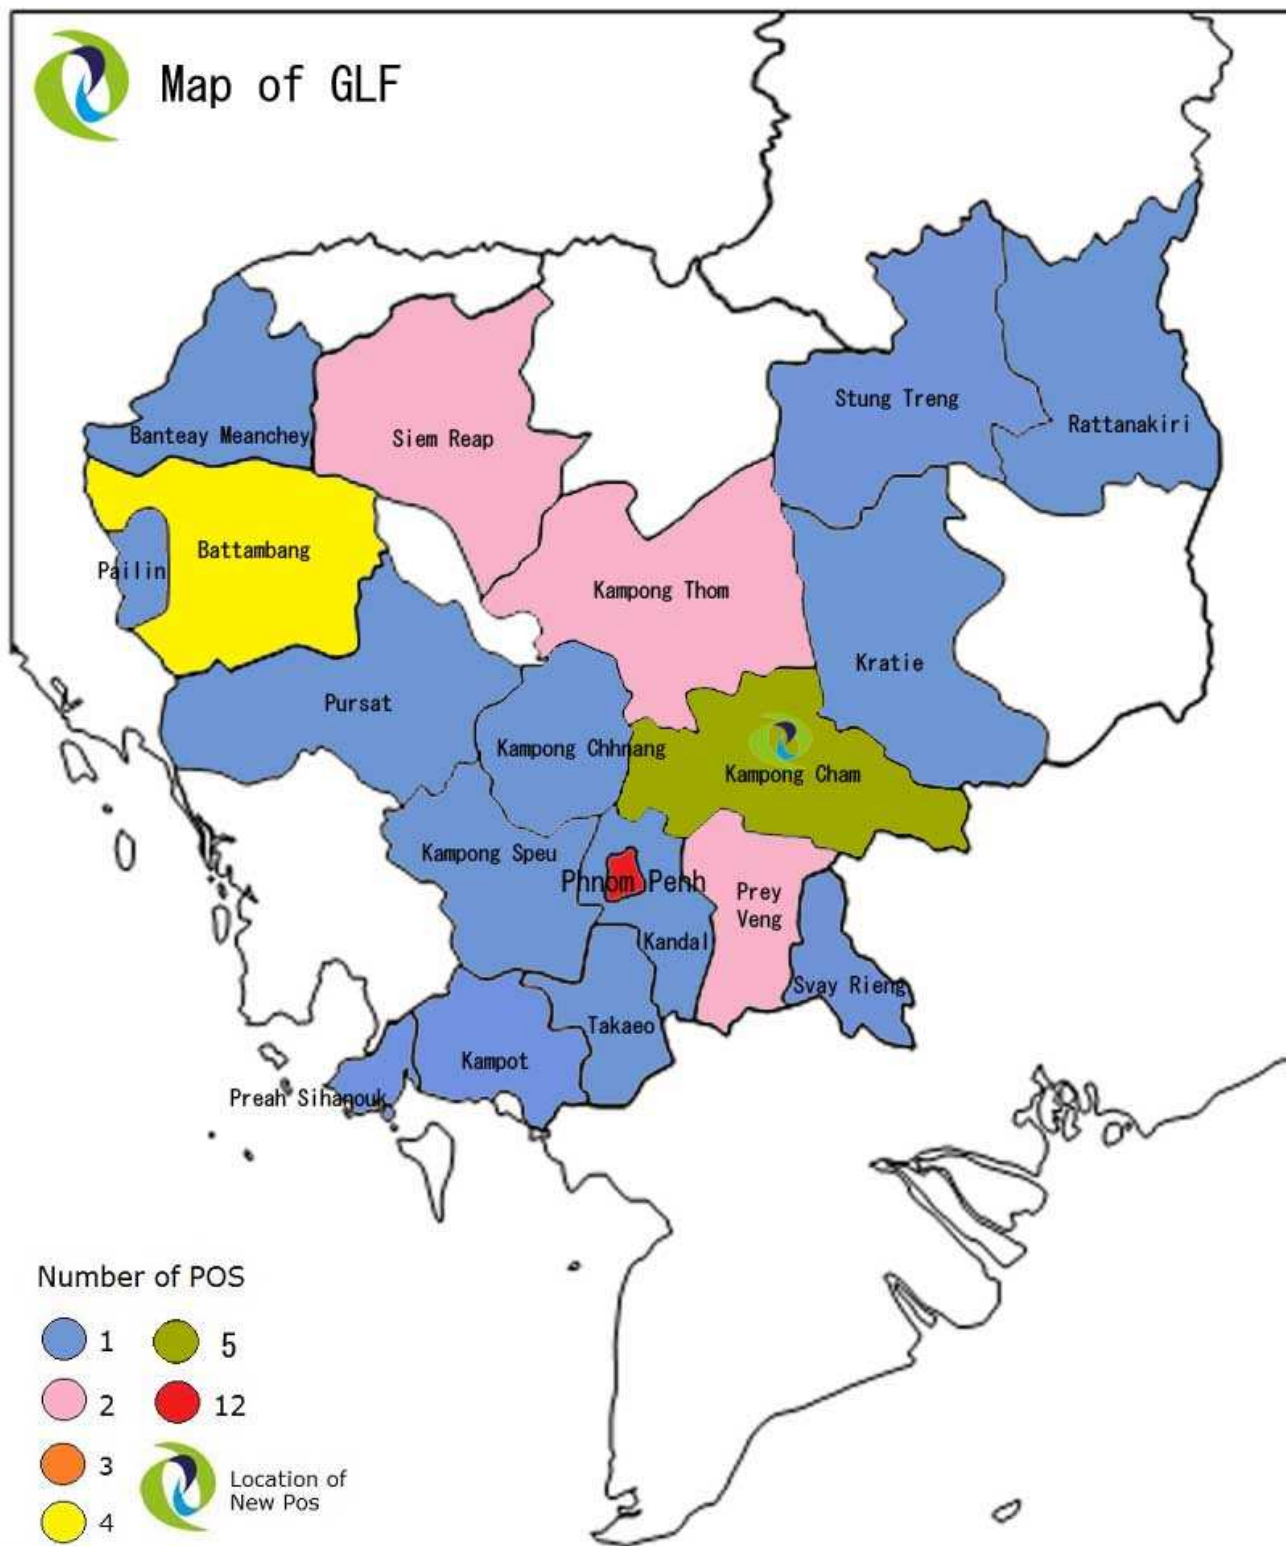 Map of GLF
Stung Treng
Rattanakiri
Banteay Meanchey
Siem Reap
Battambang
Pailin
Kampong Thom
Kratie
Pursat
Kampong Chhnang
Kampong Cham
Kampong Speu
Phnom Penh
Prey
Veng
Kandal
Svay Rieng
Takaeo
Kampot
Preah Sihanouk
Number of POS
1 5
2 12
3
4
Location of
New Pos